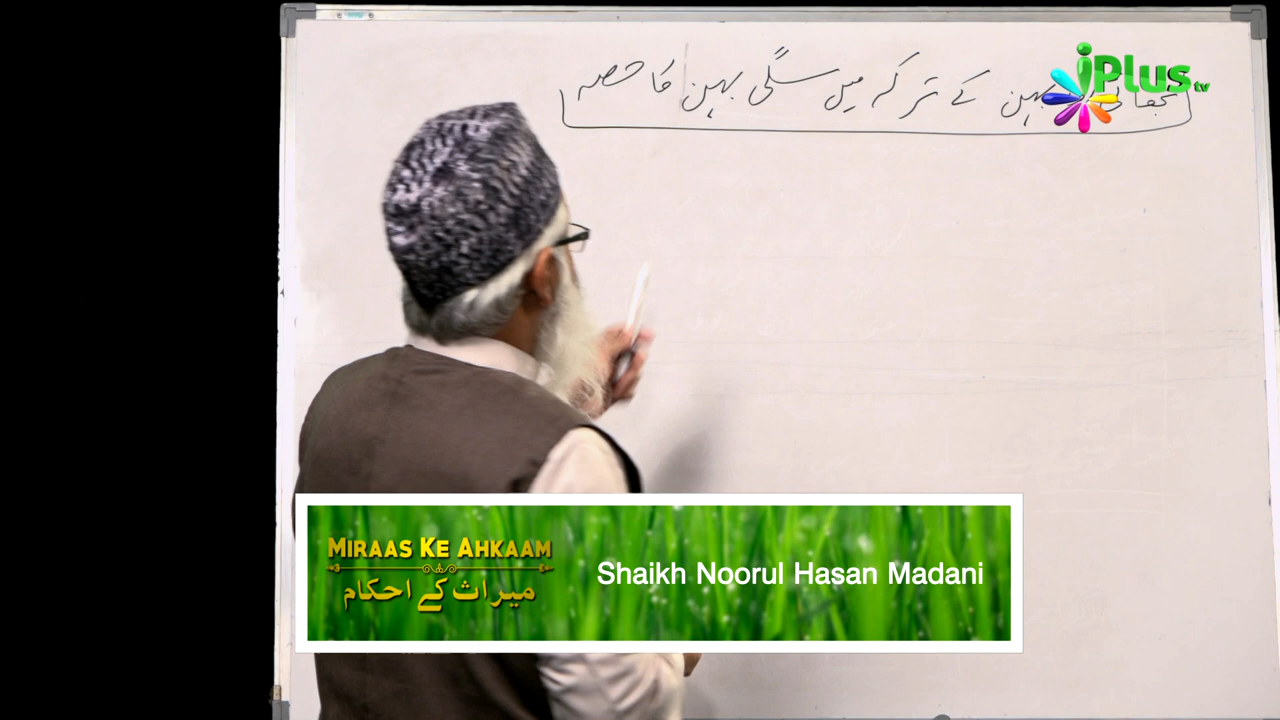 بھائی بہن کے ترکہ میں سگی بہن کا حصہ
iPlus tv
MIRAAS KE AHKAAM
میراث کے احکام
Shaikh Noorul Hasan Madani